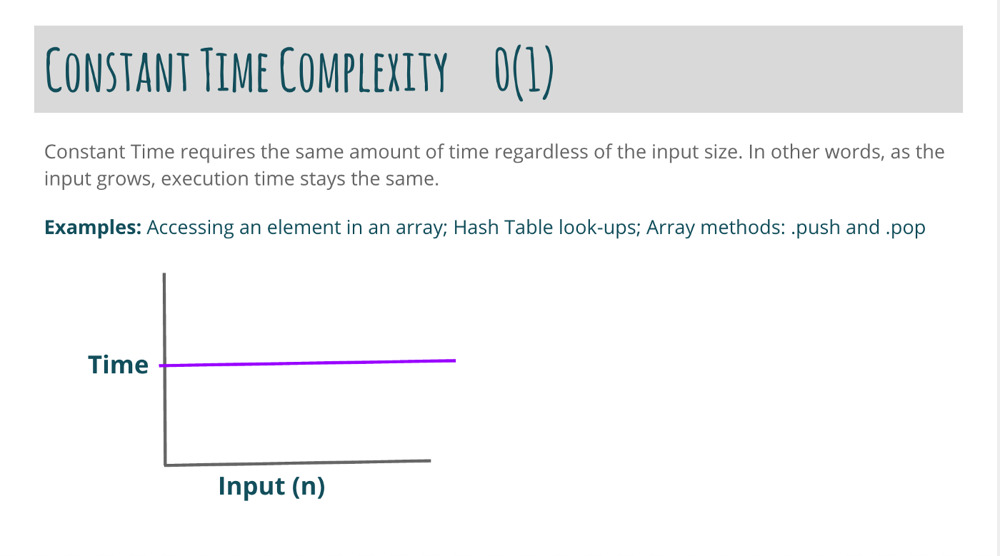 Constant Time Complexity O(1)
Constant Time requires the same amount of time regardless of the input size. In other words, as the
input grows, execution time stays the same.
Examples: Accessing an element in an array; Hash Table look-ups; Array methods: .push and .pop
Time
Input (n)